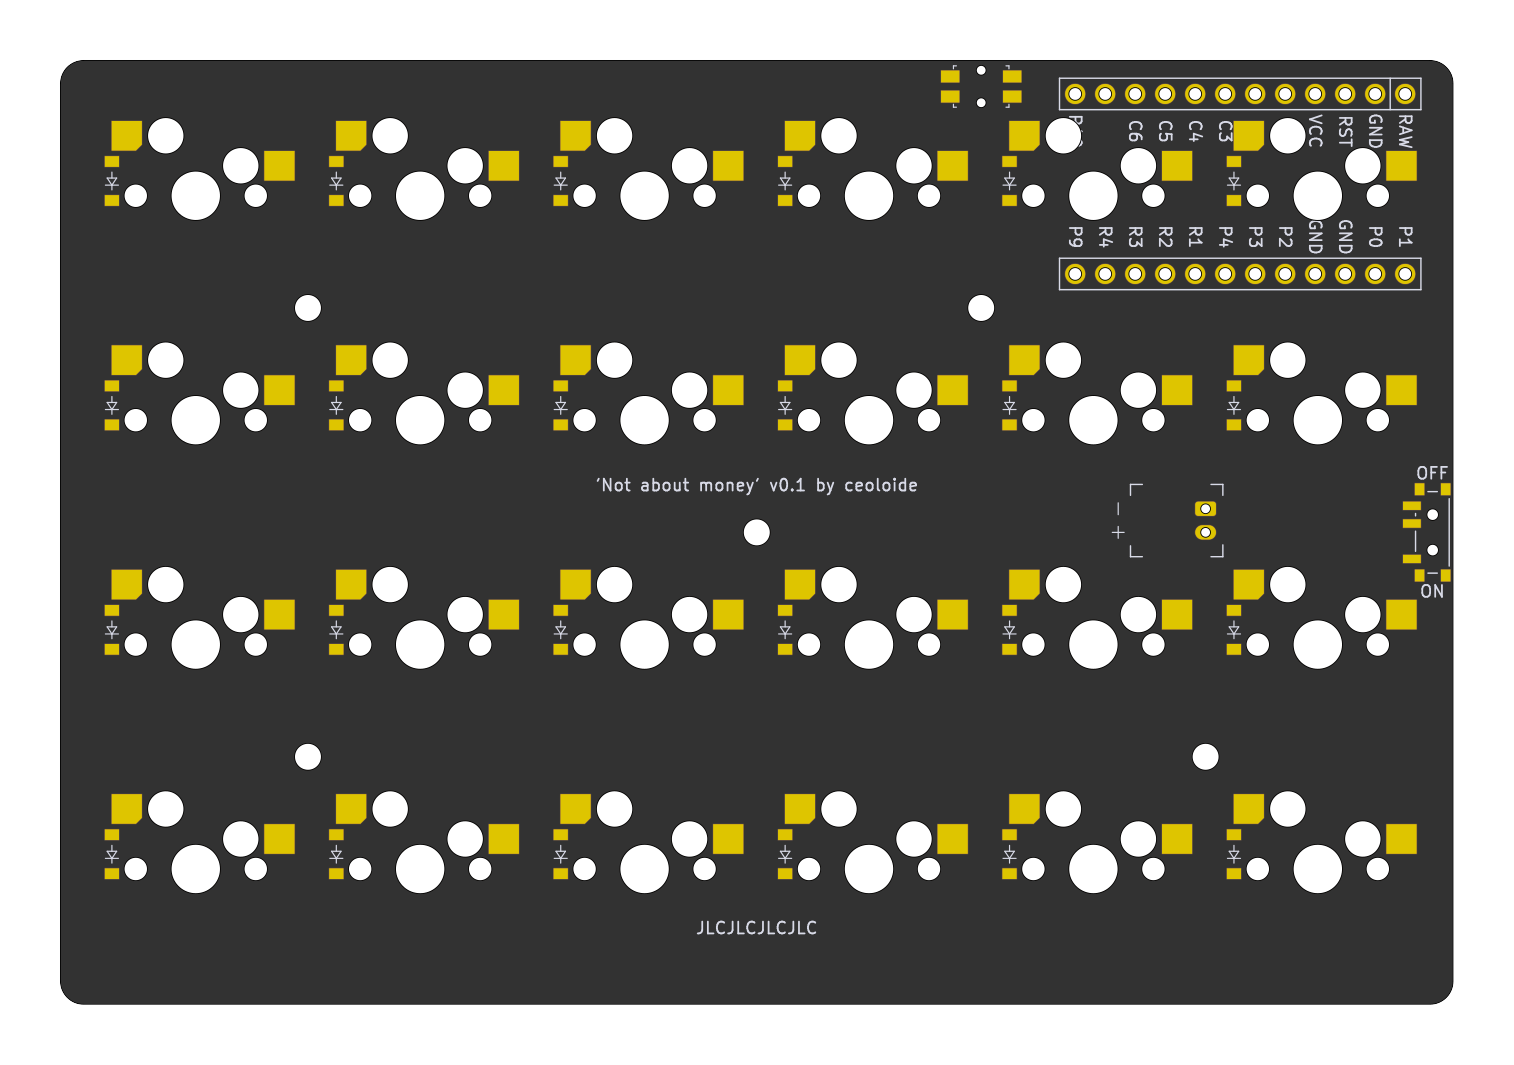 C6 C5 C4 C3 VCC RST GND RAW
P9 R4 R3 R2 R1 P4 P3 P2 GND GND P0 P1
OFF
'Not about money' v0.1 by ceoloide
+
ON
JLCJLCJLCJLC